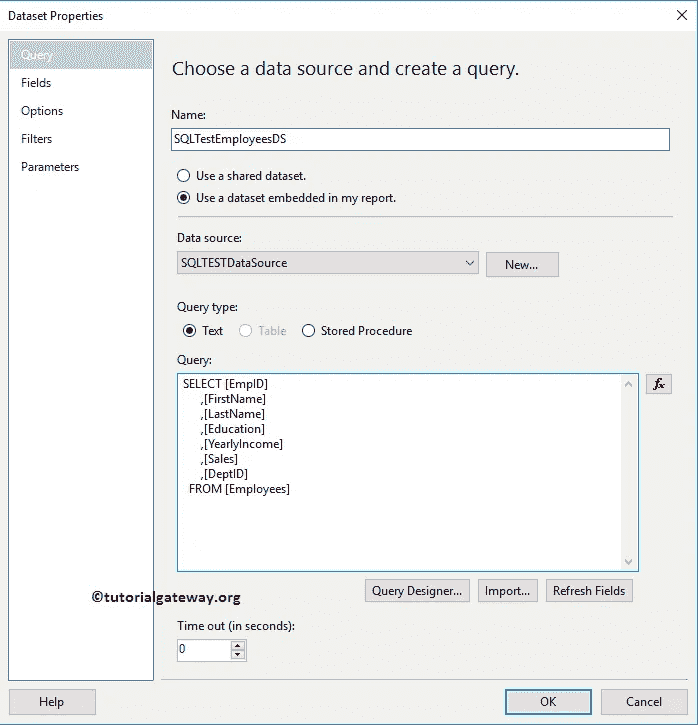 Dataset Properties
Query
Fields
Options
Filters
Parameters
Choose a data source and create a query.
Name:
SQLTestEmployeesDS
Use a shared dataset.
Use a dataset embedded in my report.
Data source:
SQLTESTDataSource
New...
Query type:
Text Table Stored Procedure
Query:
SELECT [EmpID]
,[FirstName]
,[LastName]
,[Education]
,[YearlyIncome]
,[Sales]
,[DeptID]
FROM [Employees]
fx
Query Designer... Import... Refresh Fields
©tutorialgateway.org
Time out (in seconds):
0
Help OK Cancel